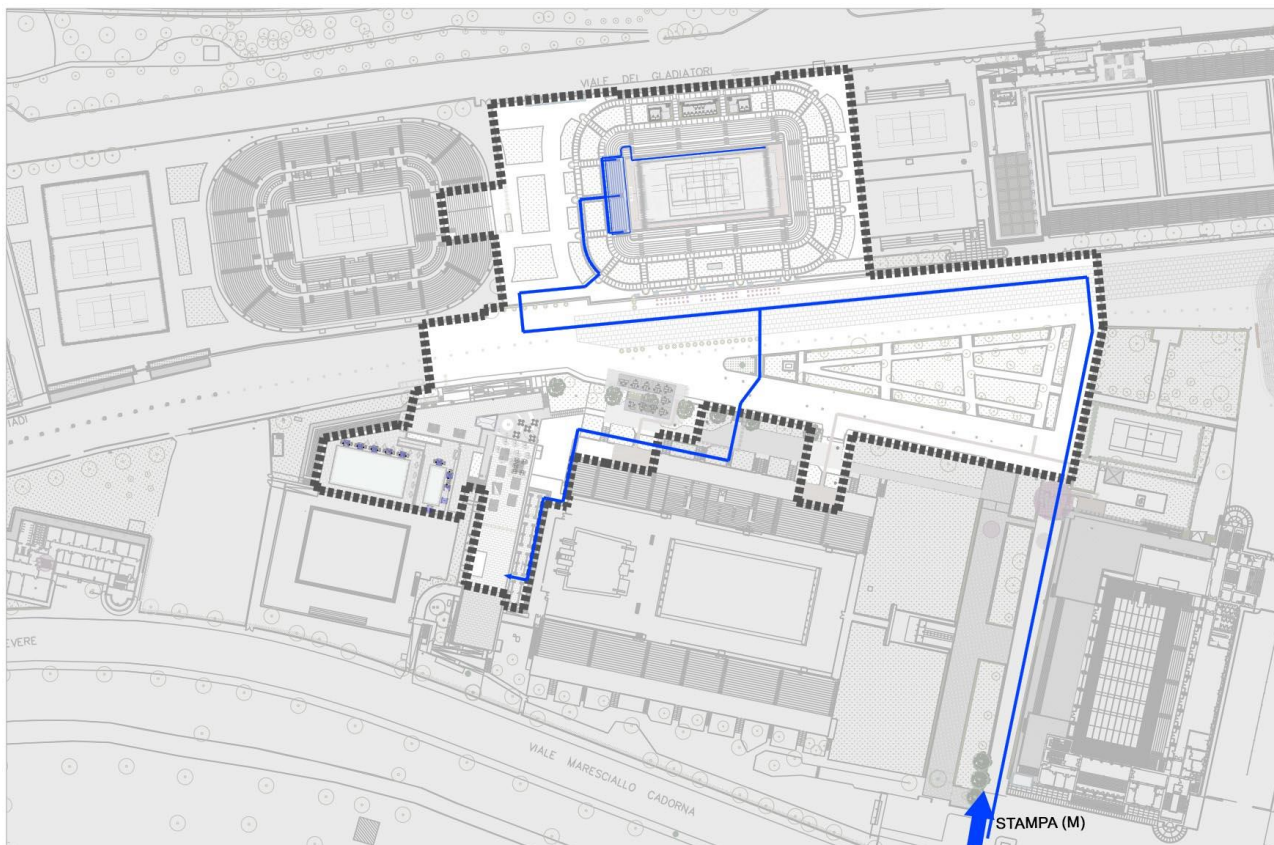 VIALE DEI GLADIATORI
TADI
EVERE
VIALE MARESCIALLO CADORNA
STAMPA (M)